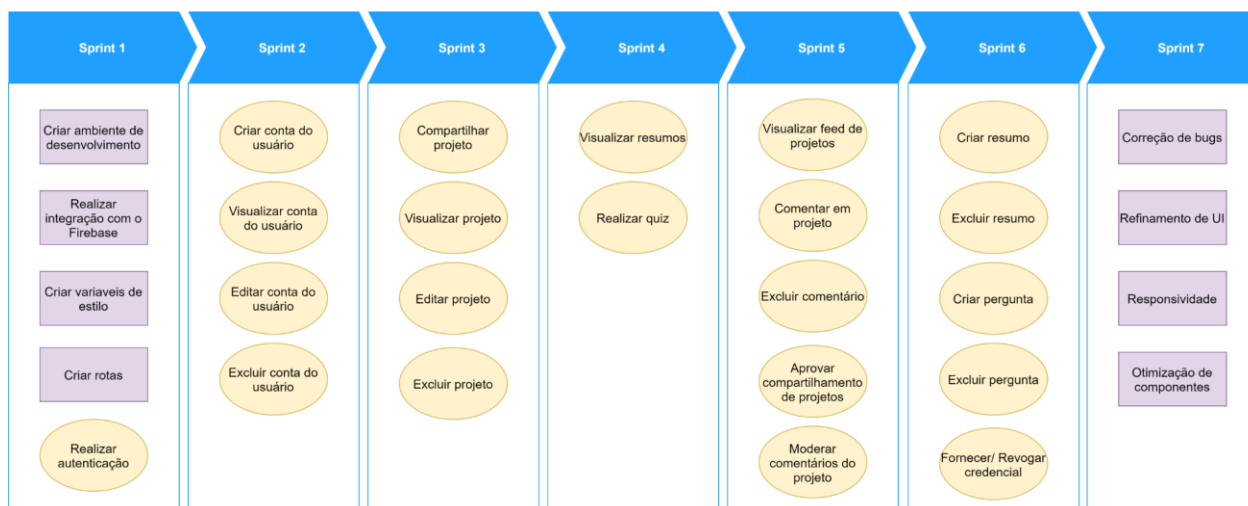 Sprint 1
Sprint 2
Sprint 3
Sprint 4
Sprint 5
Sprint 6
Sprint 7
Criar ambiente de
desenvolvimento
Realizar
integração com o
Firebase
Criar variaveis de
estilo
Criar rotas
Realizar
autenticação
Criar conta do
usuário
Visualizar conta
do usuário
Editar conta do
usuário
Excluir conta do
usuário
Compartilhar
projeto
Visualizar projeto
Editar projeto
Excluir projeto
Visualizar resumos
Realizar quiz
Visualizar feed de
projetos
Comentar em
projeto
Excluir comentário
Aprovar
compartilhamento
de projetos
Moderar
comentários do
projeto
Criar resumo
Excluir resumo
Criar pergunta
Excluir pergunta
Fornecer/ Revogar
credencial
Correção de bugs
Refinamento de UI
Responsividade
Otimização de
componentes